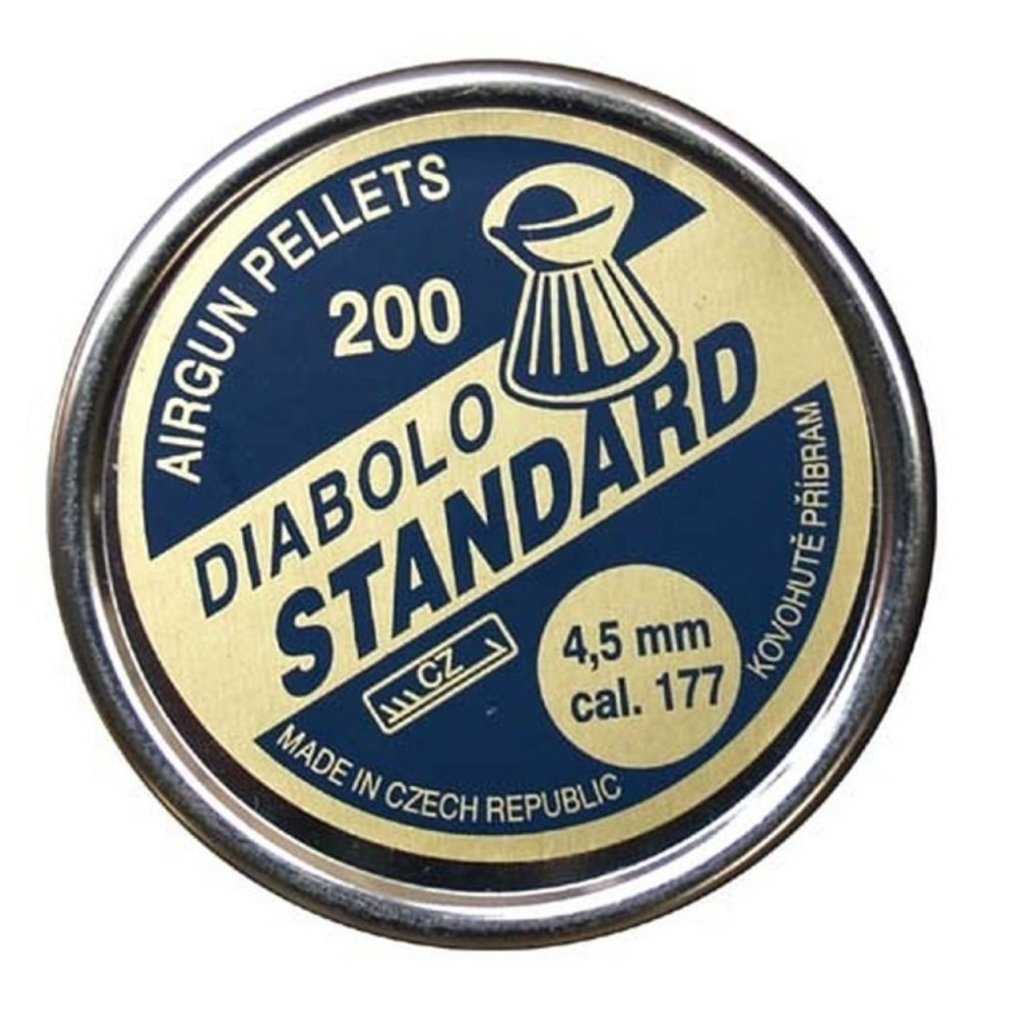 AIRGUN PELLETS
200
DIABOLO
STANDARD
CZ
4,5 mm
cal. 177
KOVOHUTĚ PŘÍBRAM
MADE IN CZECH REPUBLIC